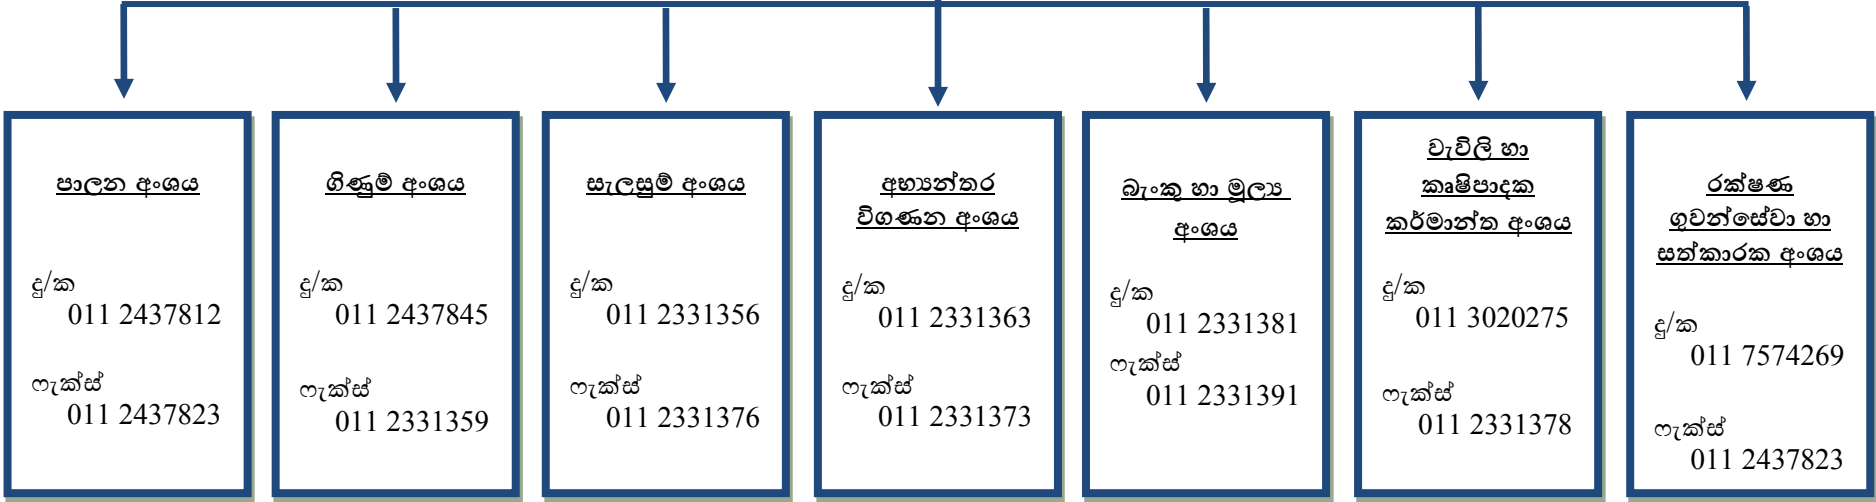 පාලන අංශය
දු/ක
011 2437812
ෆැක්ස්
011 2437823
ගිණුම් අංශය
දු/ක
011 2437845
ෆැක්ස්
011 2331359
සැලසුම් අංශය
දු/ක
011 2331356
ෆැක්ස්
011 2331376
අභ්‍යන්තර
විගණන අංශය
දු/ක
011 2331363
ෆැක්ස්
011 2331373
බැංකු හා මූල්‍ය
අංශය
දු/ක
011 2331381
ෆැක්ස්
011 2331391
වැවිලි හා
කෘෂිපාදක
කර්මාන්ත අංශය
දු/ක
011 3020275
ෆැක්ස්
011 2331378
රක්ෂණ
ගුවන්සේවා හා
සත්කාරක අංශය
දු/ක
011 7574269
ෆැක්ස්
011 2437823